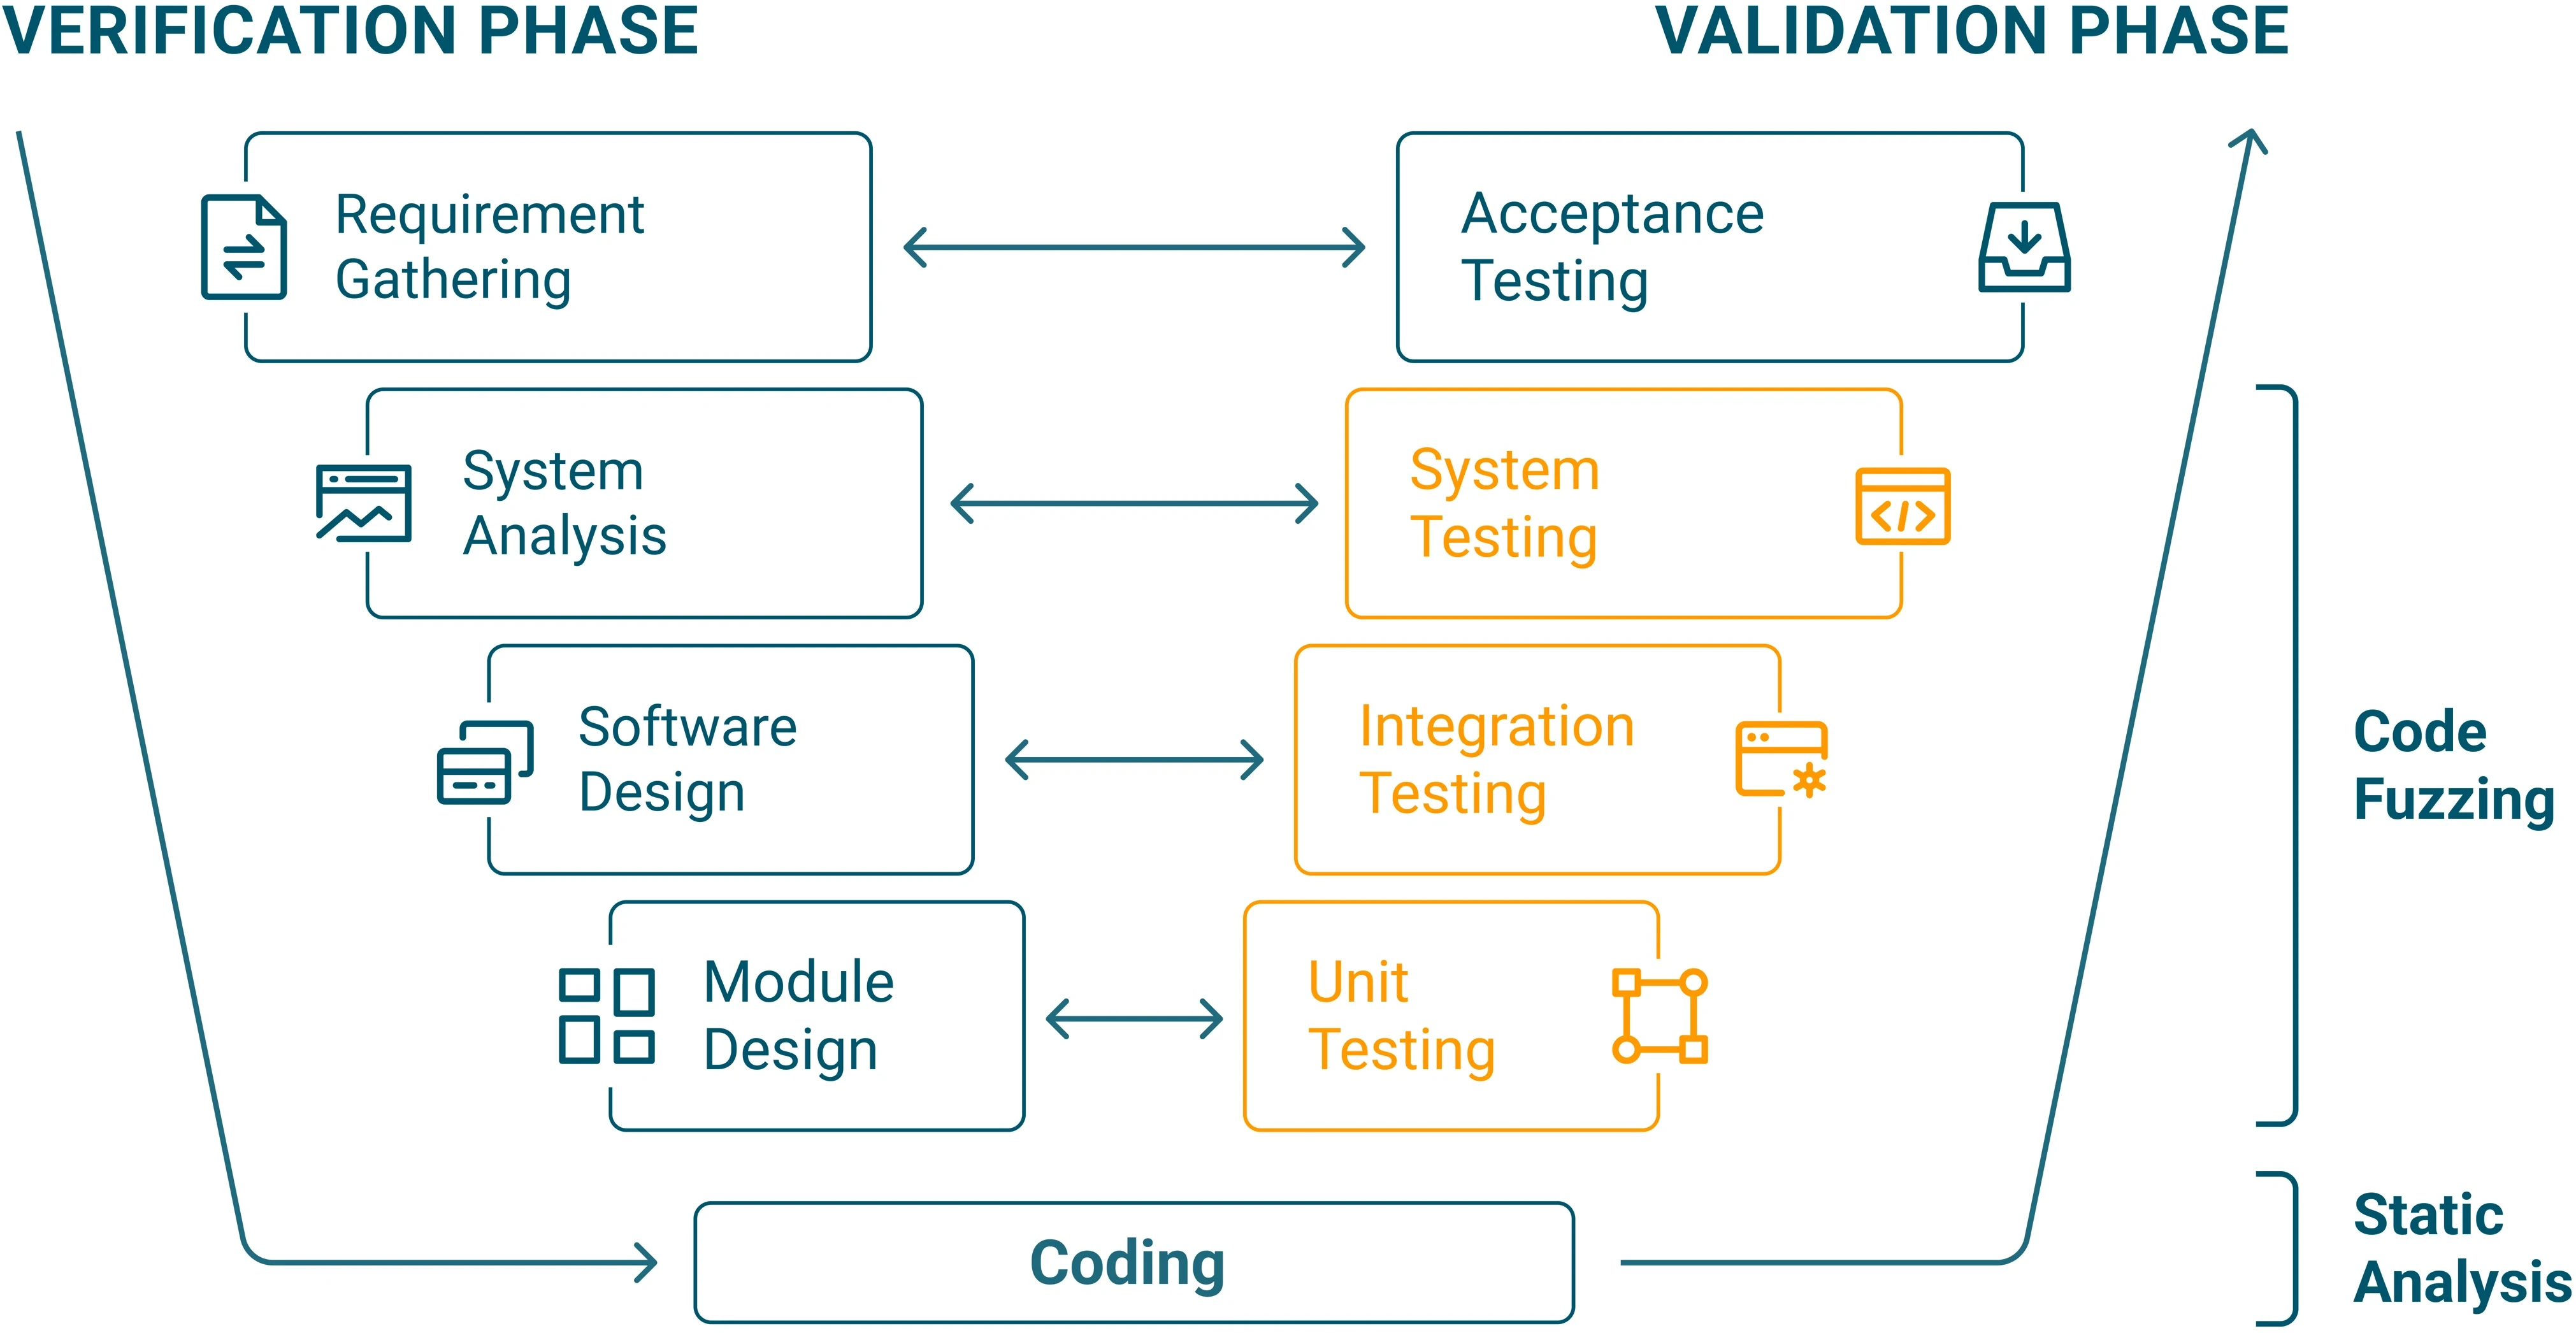 VERIFICATION PHASE
VALIDATION PHASE
Requirement
Gathering
Acceptance
Testing
System
Analysis
System
Testing
Software
Design
Integration
Testing
Code
Fuzzing
Module
Design
Unit
Testing
Coding
Static
Analysis